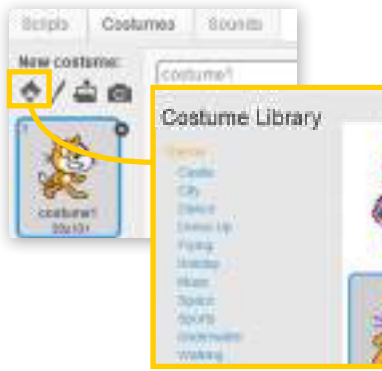 Scripts Costumes Sounds
New costume:
costume1
1
costume1
Costume Library
Castle
City
Dance
Dress-Up
Flying
Holiday
Music
Space
Sports
Underwater
Walking